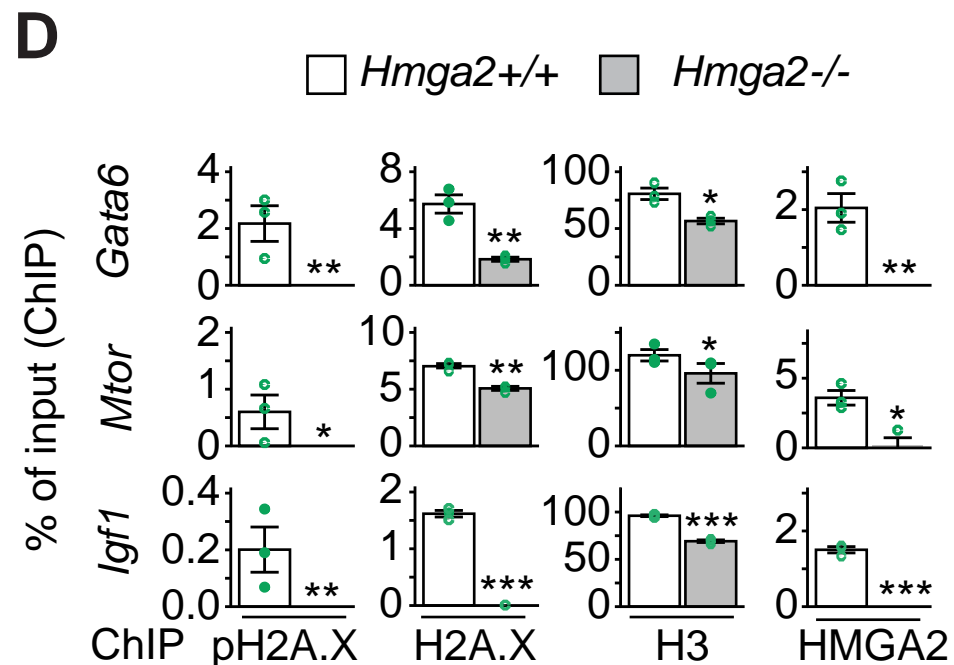 D
Hmga2+/+ Hmga2-/-
% of input (ChIP)
Gata6
4 2 0 **
8 4 0 **
100 50 0 *
2 0 **
Mtor
2 1 0 *
10 5 0 **
100 0 *
5 0 *
Igf1
0.4 0.2 0.0 **
2 1 0 ***
100 50 0 ***
2 0 ***
ChIP pH2A.X H2A.X H3 HMGA2